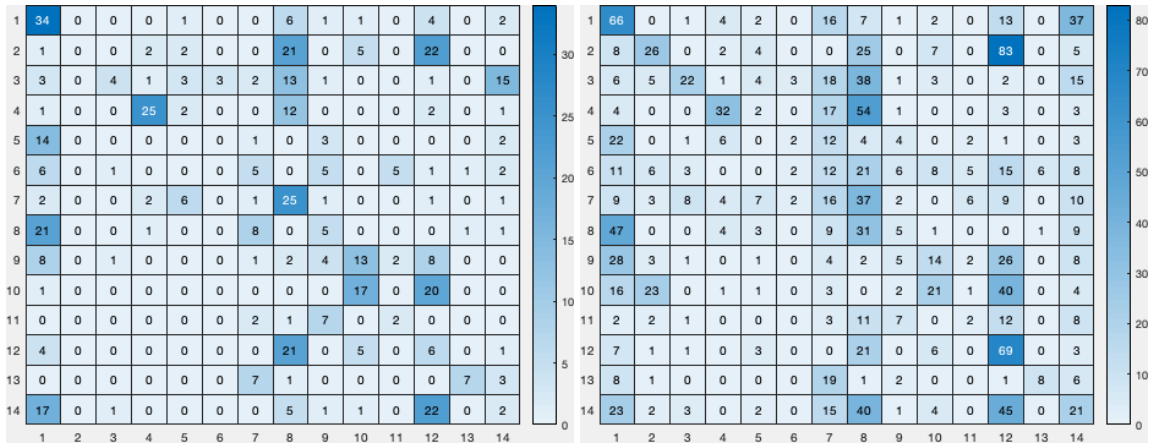 1 34 0 0 0 1 0 0 6 1 1 0 4 0 2
2 1 0 0 2 2 0 0 21 0 5 0 22 0 0
3 3 0 4 1 3 3 2 13 1 0 0 1 0 15
4 1 0 0 25 2 0 0 12 0 0 0 2 0 1
5 14 0 0 0 0 0 1 0 3 0 0 0 0 2
6 6 0 1 0 0 0 5 0 5 0 5 1 1 2
7 2 0 0 2 6 0 1 25 1 0 0 1 0 1
8 21 0 0 1 0 0 8 0 5 0 0 0 1 1
9 8 0 1 0 0 0 1 2 4 13 2 8 0 0
10 1 0 0 0 0 0 0 0 0 17 0 20 0 0
11 0 0 0 0 0 0 2 1 7 0 2 0 0 0
12 4 0 0 0 0 0 0 21 0 5 0 6 0 1
13 0 0 0 0 0 0 7 1 0 0 0 0 7 3
14 17 0 1 0 0 0 0 5 1 1 0 22 0 2
1 2 3 4 5 6 7 8 9 10 11 12 13 14
30
25
20
15
10
5
0
1 66 0 1 4 2 0 16 7 1 2 0 13 0 37
2 8 26 0 2 4 0 0 25 0 7 0 83 0 5
3 6 5 22 1 4 3 18 38 1 3 0 2 0 15
4 4 0 0 32 2 0 17 54 1 0 0 3 0 3
5 22 0 1 6 0 2 12 4 4 0 2 1 0 3
6 11 6 3 0 0 2 12 21 6 8 5 15 6 8
7 9 3 8 4 7 2 16 37 2 0 6 9 0 10
8 47 0 0 4 3 0 9 31 5 1 0 0 1 9
9 28 3 1 0 1 0 4 2 5 14 2 26 0 8
10 16 23 0 1 1 0 3 0 2 21 1 40 0 4
11 2 2 1 0 0 0 3 11 7 0 2 12 0 8
12 7 1 1 0 3 0 0 21 0 6 0 69 0 3
13 8 1 0 0 0 0 19 1 2 0 0 1 8 6
14 23 2 3 0 2 0 15 40 1 4 0 45 0 21
1 2 3 4 5 6 7 8 9 10 11 12 13 14
80
70
60
50
40
30
20
10
0